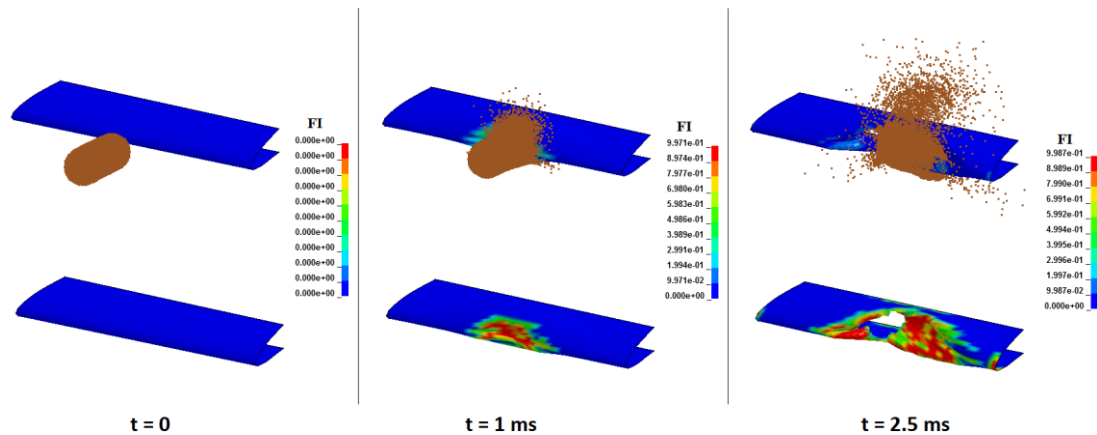 FI
0.000e+00
0.000e+00
0.000e+00
0.000e+00
0.000e+00
0.000e+00
0.000e+00
0.000e+00
0.000e+00
0.000e+00
0.000e+00
FI
9.971e-01
8.974e-01
7.977e-01
6.980e-01
5.983e-01
4.986e-01
3.989e-01
2.991e-01
1.994e-01
9.971e-02
0.000e+00
FI
9.987e-01
8.989e-01
7.990e-01
6.991e-01
5.992e-01
4.994e-01
3.995e-01
2.996e-01
1.997e-01
9.987e-02
0.000e+00
t = 0
t = 1 ms
t = 2.5 ms